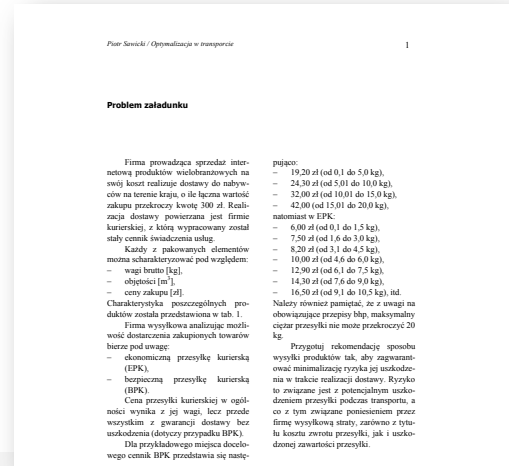 Piotr Sawicki / Optymalizacja w transporcie
1
Problem załadunku
Firma prowadząca sprzedaż inter-
netową produktów wielobranżowych na
swój koszt realizuje dostawy do nabyw-
ców na terenie kraju, o ile łączna wartość
zakupu przekroczy kwotę 300 zł. Reali-
zacja dostawy powierzana jest firmie
kurierskiej, z którą wypracowany został
stały cennik świadczenia usług.
Każdy z pakowanych elementów
można scharakteryzować pod względem:
– wagi brutto [kg],
– objętości [m³],
– ceny zakupu [zł].
Charakterystyka poszczególnych pro-
duktów została przedstawiona w tab. 1.
Firma wysyłkowa analizując możli-
wość dostarczenia zakupionych towarów
bierze pod uwagę:
– ekonomiczną przesyłkę kurierską
(EPK),
– bezpieczną przesyłkę kurierską
(BPK).
Cena przesyłki kurierskiej w ogól-
ności wynika z jej wagi, lecz przede
wszystkim z gwarancji dostawy bez
uszkodzenia (dotyczy przypadku BPK).
Dla przykładowego miejsca docelo-
wego cennik BPK przedstawia się nastę-
pująco:
– 19,20 zł (od 0,1 do 5,0 kg),
– 24,30 zł (od 5,01 do 10,0 kg),
– 32,00 zł (od 10,01 do 15,0 kg),
– 42,00 (od 15,01 do 20,0 kg),
natomiast w EPK:
– 6,00 zł (od 0,1 do 1,5 kg),
– 7,50 zł (od 1,6 do 3,0 kg),
– 8,20 zł (od 3,1 do 4,5 kg),
– 10,00 zł (od 4,6 do 6,0 kg),
– 12,90 zł (od 6,1 do 7,5 kg),
– 14,30 zł (od 7,6 do 9,0 kg),
– 16,50 zł (od 9,1 do 10,5 kg), itd.
Należy również pamiętać, że z uwagi na
obowiązujące przepisy bhp, maksymalny
ciężar przesyłki nie może przekroczyć 20
kg.
Przygotuj rekomendację sposobu
wysyłki produktów tak, aby zagwarant-
ować minimalizację ryzyka jej uszkodze-
nia w trakcie realizacji dostawy. Ryzyko
to związane jest z potencjalnym uszko-
dzeniem przesyłki podczas transportu, a
co z tym związane poniesieniem przez
firmę wysyłkową straty, zarówno z tytu-
łu kosztu zwrotu przesyłki, jak i uszko-
dzonej zawartości przesyłki.